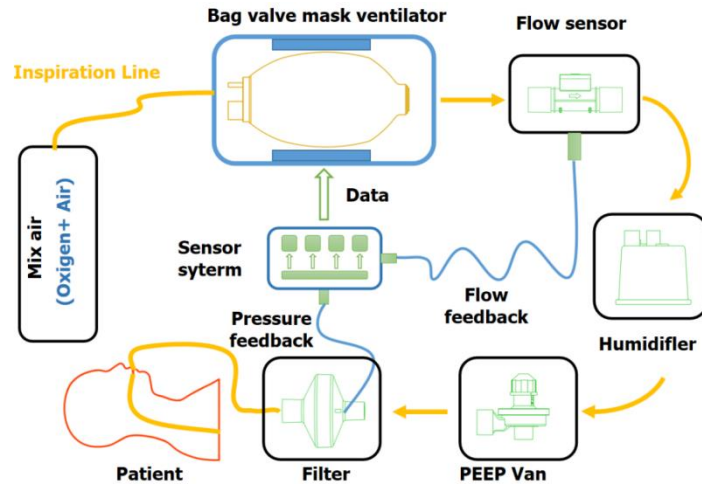 Bag valve mask ventilator
Flow sensor
Inspiration Line
Mix air
(Oxigen+ Air)
Data
Sensor
syterm
Flow
feedback
Pressure
feedback
Humidifler
Patient
Filter
PEEP Van